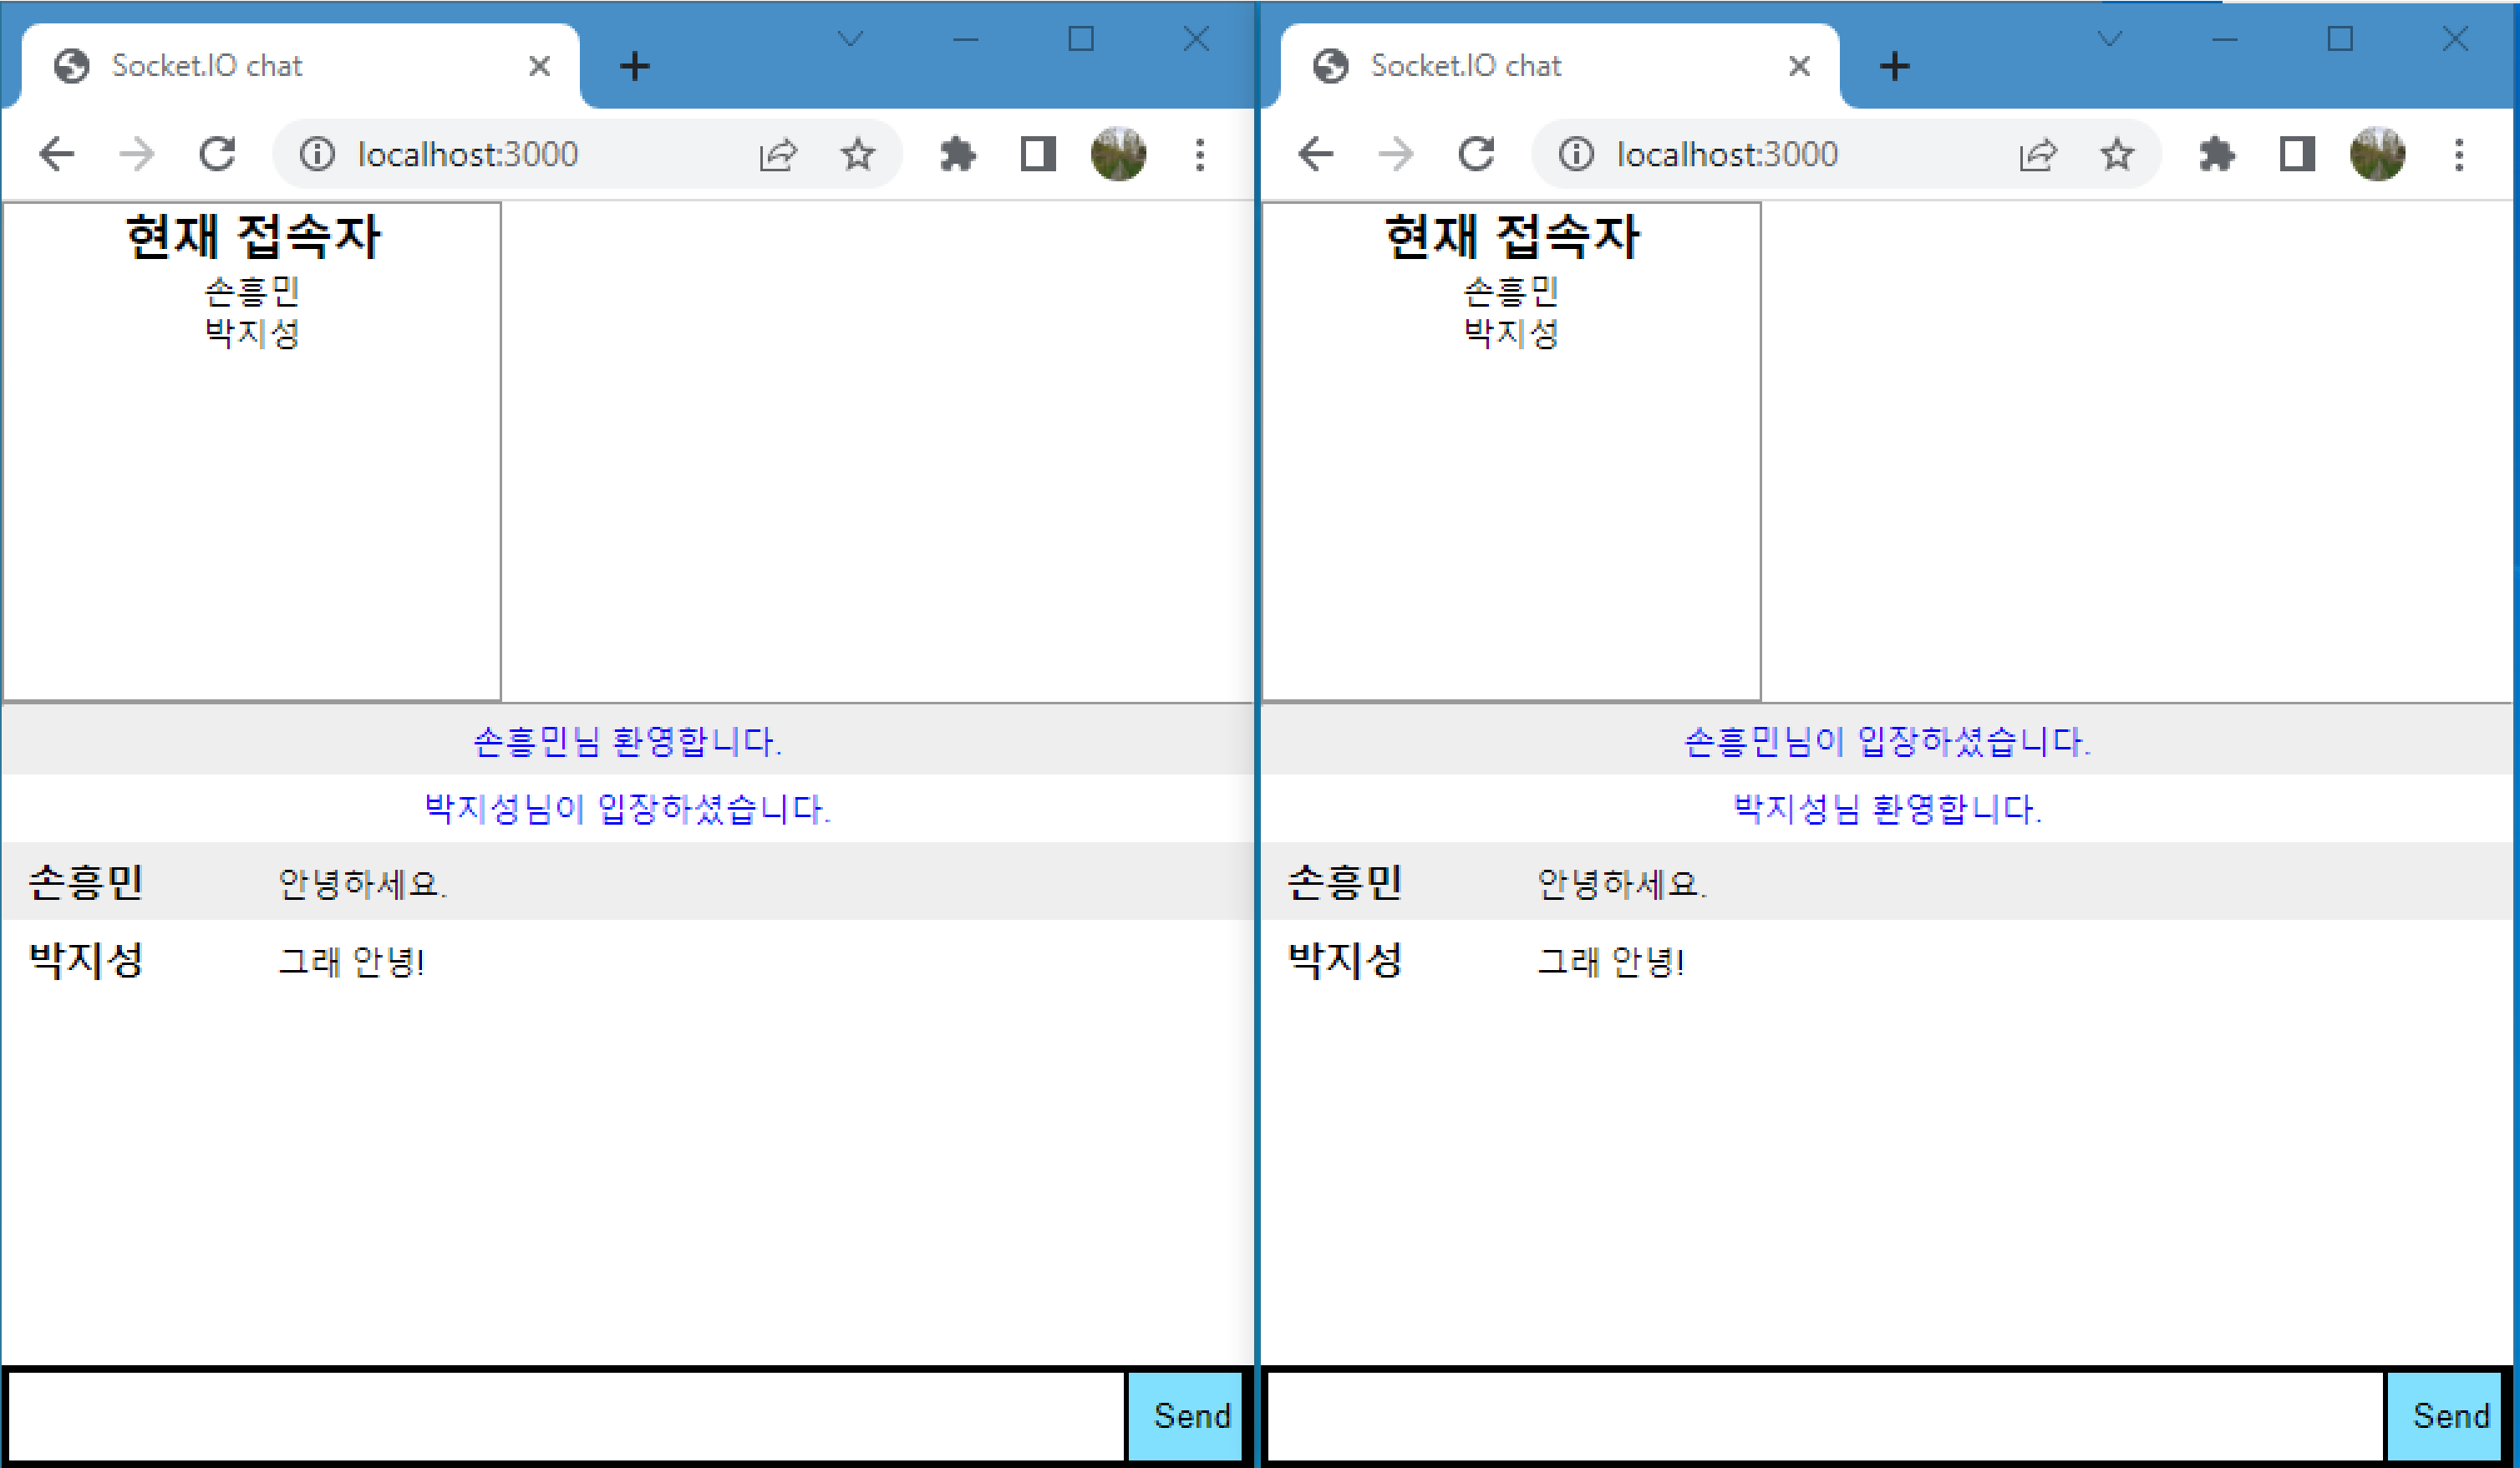 Socket.IO chat
localhost:3000
현재 접속자
손흥민
박지성
손흥민님 환영합니다.
박지성님이 입장하셨습니다.
손흥민 안녕하세요.
박지성 그래 안녕!
Send
Socket.IO chat
localhost:3000
현재 접속자
손흥민
박지성
손흥민님이 입장하셨습니다.
박지성님 환영합니다.
손흥민 안녕하세요.
박지성 그래 안녕!
Send